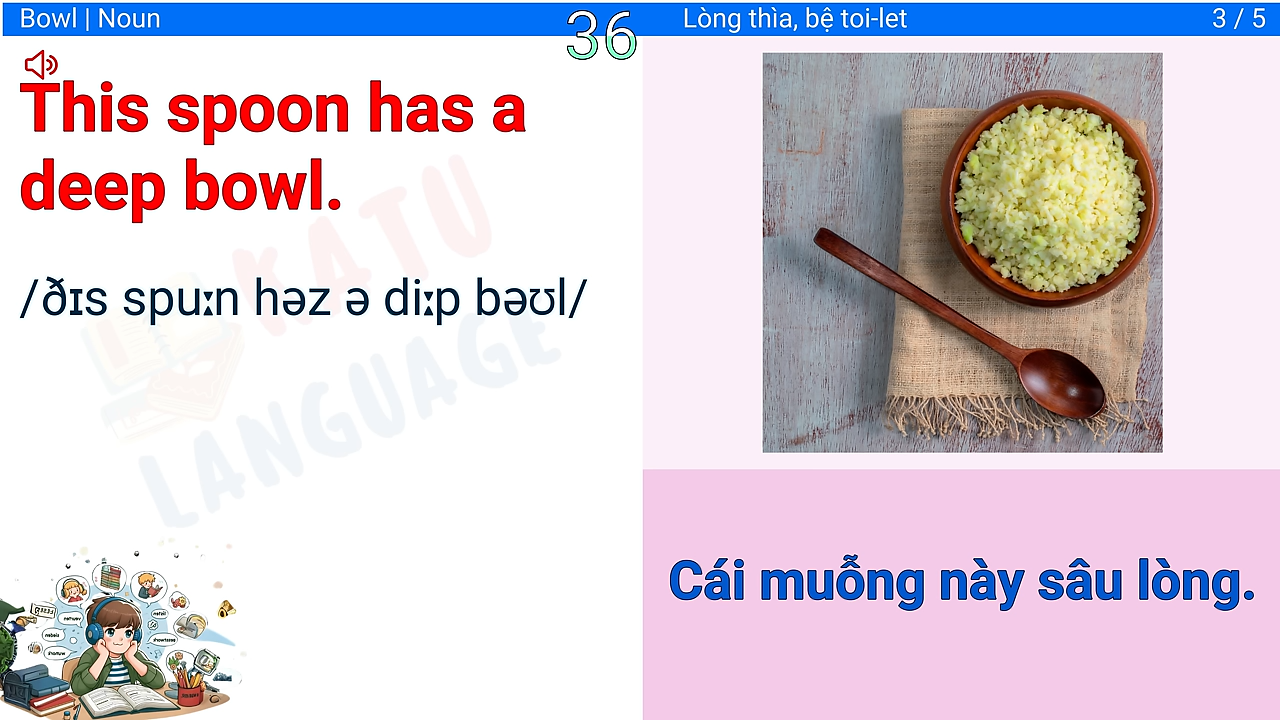 Bowl | Noun
36
Lòng thìa, bệ toi-let
3 / 5
This spoon has a
deep bowl.
/ðɪs spuːn həz ə diːp bəʊl/
KATU
LANGUAGE
Cái muỗng này sâu lòng.